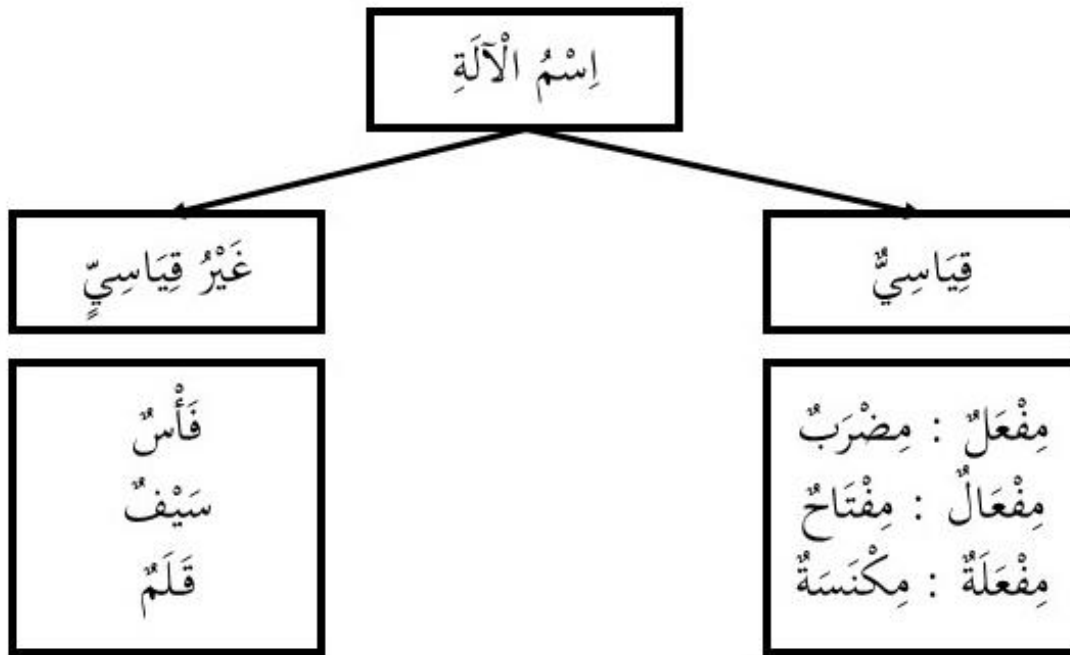 اِسْمُ الْآلَةِ
قِيَاسِيٌّ
مِفْعَلٌ : مِضْرَبٌ
مِفْعَالٌ : مِفْتَاحٌ
مِفْعَلَةٌ : مِكْنَسَةٌ
غَيْرُ قِيَاسِيٍّ
فَأْسٌ
سَيْفٌ
قَلَمٌ